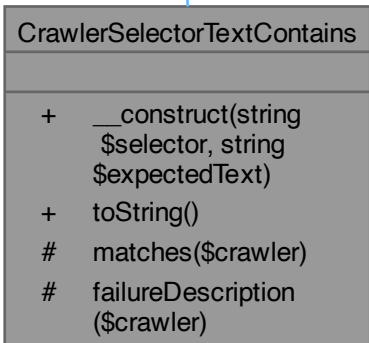 CrawlerSelectorTextContains
+ __construct(string
$selector, string
$expectedText)
+ toString()
# matches($crawler)
# failureDescription
($crawler)